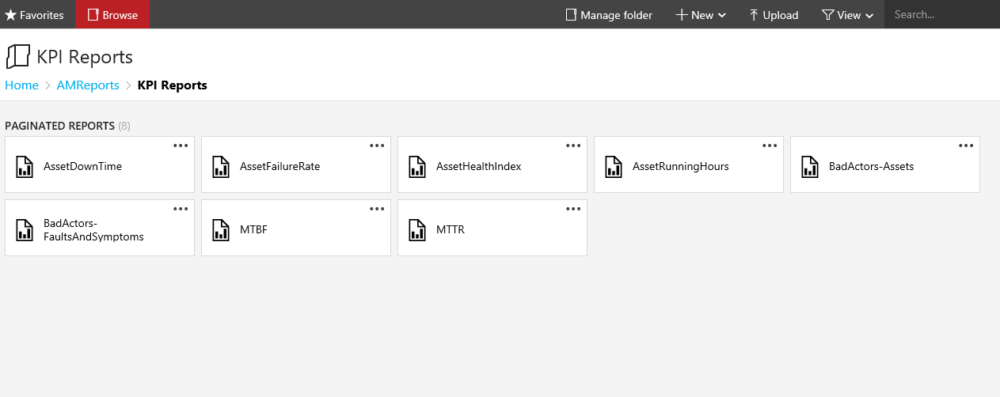 Favorites Browse Manage folder New Upload View Search...
KPI Reports
Home > AMReports > KPI Reports
PAGINATED REPORTS (8)
AssetDownTime AssetFailureRate AssetHealthIndex AssetRunningHours BadActors-Assets
BadActors-
FaultsAndSymptoms MTBF MTTR